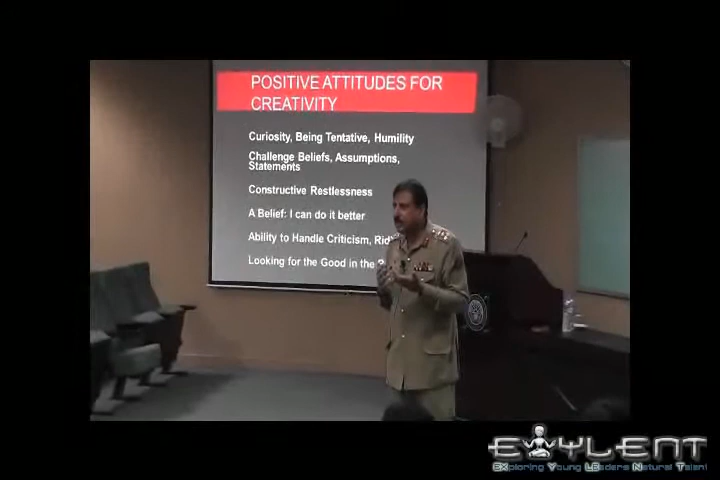 POSITIVE ATTITUDES FOR
CREATIVITY
Curiosity, Being Tentative, Humility
Challenge Beliefs, Assumptions,
Statements
Constructive Restlessness
A Belief: I can do it better
Ability to Handle Criticism,
Looking for the Good in the
EXYLENT
EXploring Young LEaders Natural Talent